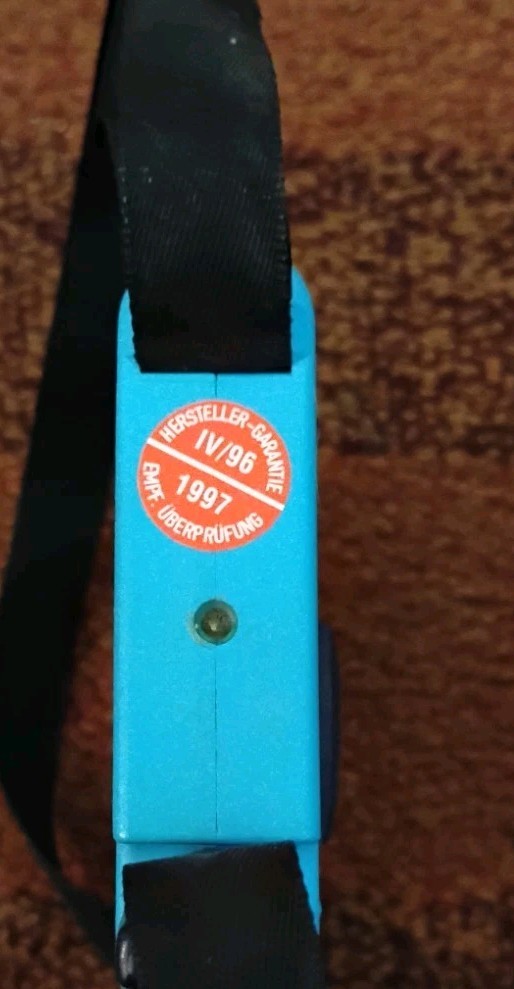 HERSTELLER-GARANTIE
IV/96
1997
EMPF. ÜBERPRÜFUNG